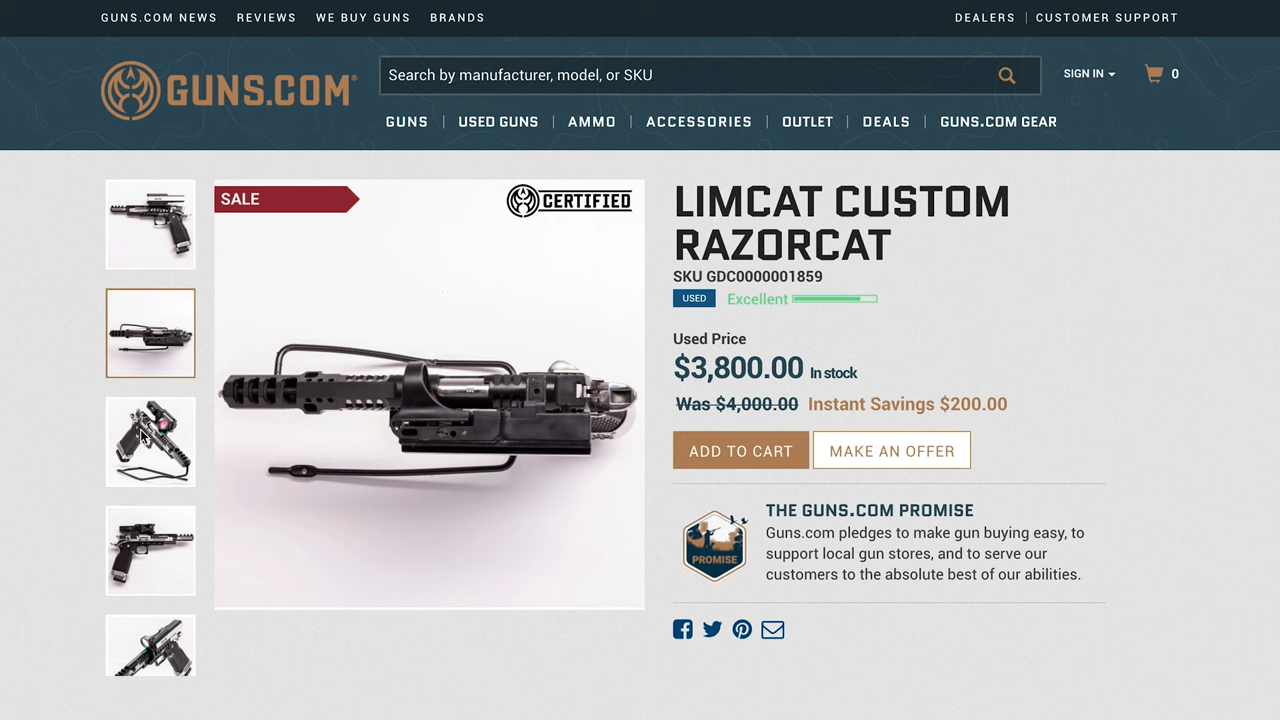 GUNS.COM NEWS REVIEWS WE BUY GUNS BRANDS DEALERS CUSTOMER SUPPORT
GUNS.COM®
Search by manufacturer, model, or SKU
SIGN IN 0
GUNS USED GUNS AMMO ACCESSORIES OUTLET DEALS GUNS.COM GEAR
SALE
CERTIFIED
LIMCAT CUSTOM
RAZORCAT
SKU GDC0000001859
USED Excellent
Used Price
$3,800.00 In stock
Was $4,000.00 Instant Savings $200.00
ADD TO CART MAKE AN OFFER
PROMISE
THE GUNS.COM PROMISE
Guns.com pledges to make gun buying easy, to
support local gun stores, and to serve our
customers to the absolute best of our abilities.